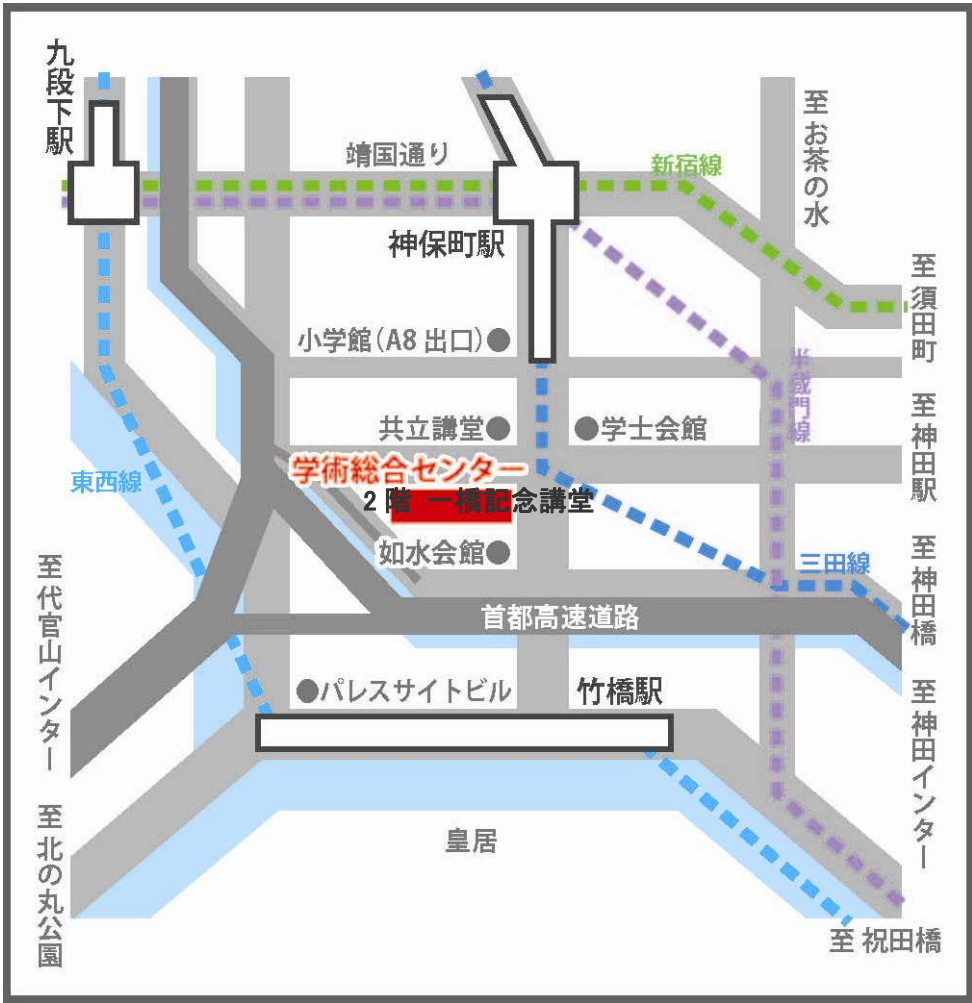 九段下駅
靖国通り
新宿線
至 お茶の水
神保町駅
至 須田町
小学館（A8 出口）●
半蔵門線
共立講堂●
●学士会館
至 神田駅
学術総合センター
2 階 一橋記念講堂
東西線
如水会館●
三田線
至 神田橋
至 代官山インター
首都高速道路
●パレスサイトビル
竹橋駅
至 神田インター
至 北の丸公園
皇居
至 祝田橋